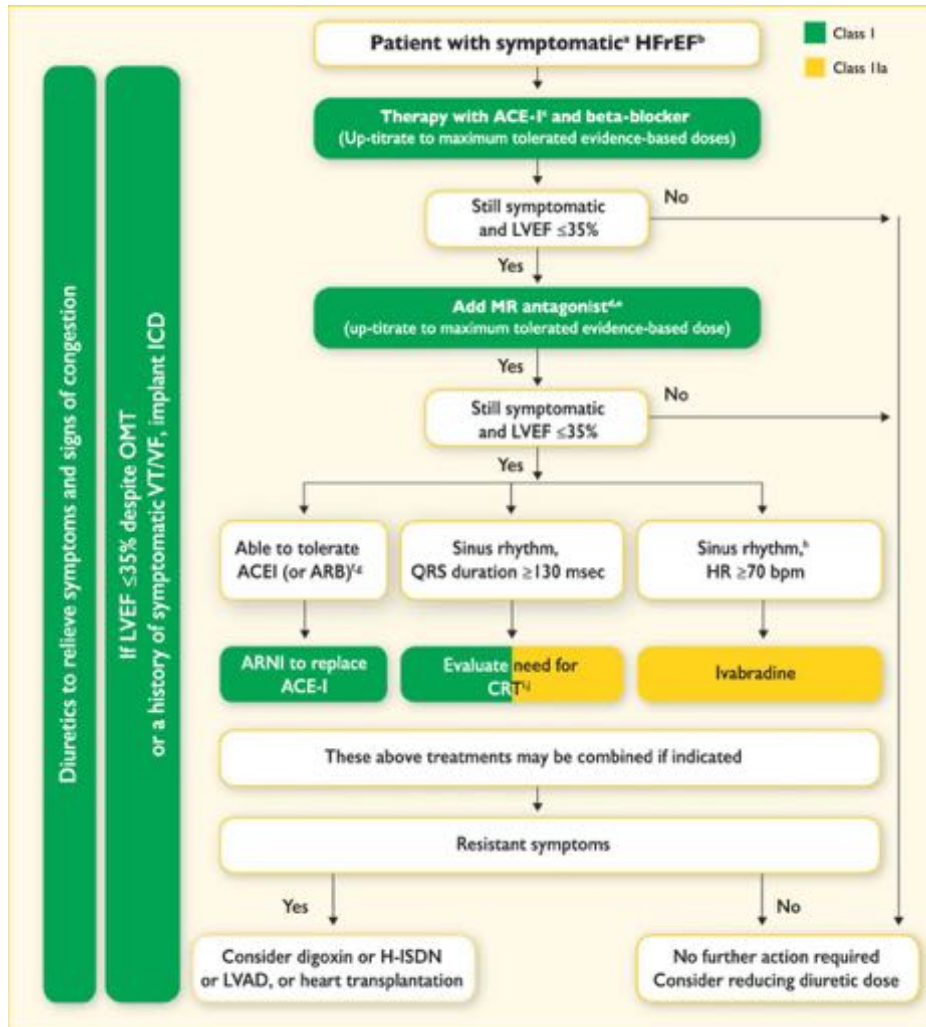 Patient with symptomaticᵃ HFrEFᵇ
Class I
Class IIa
Diuretics to relieve symptoms and signs of congestion
If LVEF ≤35% despite OMT
or a history of symptomatic VT/VF, implant ICD
Therapy with ACE-Iᶜ and beta-blocker
(Up-titrate to maximum tolerated evidence-based doses)
Still symptomatic
and LVEF ≤35%
No
Yes
Add MR antagonistᵈ,ᵉ
(up-titrate to maximum tolerated evidence-based dose)
Yes
Still symptomatic
and LVEF ≤35%
No
Yes
Able to tolerate
ACEI (or ARB)ᶠ,ᵍ
Sinus rhythm,
QRS duration ≥130 msec
Sinus rhythm,ʰ
HR ≥70 bpm
ARNI to replace
ACE-I
Evaluate need for
CRTⁱ,ʲ
Ivabradine
These above treatments may be combined if indicated
Resistant symptoms
Yes
No
Consider digoxin or H-ISDN
or LVAD, or heart transplantation
No further action required
Consider reducing diuretic dose